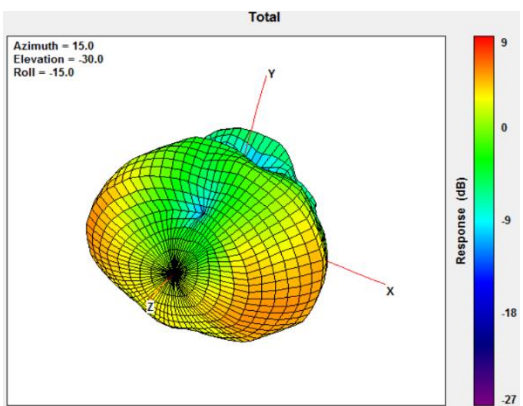 Total
Azimuth = 15.0
Elevation = -30.0
Roll = -15.0
Y
X
Z
9
0
-9
-18
-27
Response (dB)